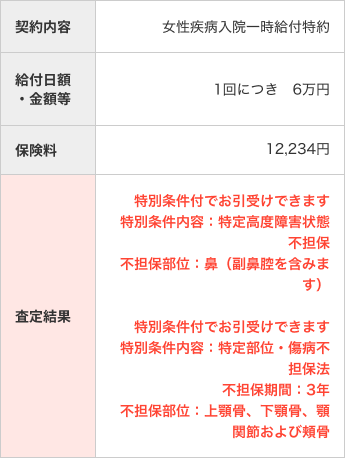 契約内容
女性疾病入院一時給付特約
給付日額
・金額等
1回につき　6万円
保険料
12,234円
査定結果
特別条件付でお引受けできます
特別条件内容：特定高度障害状態
不担保
不担保部位：鼻（副鼻腔を含みま
す）
特別条件付でお引受けできます
特別条件内容：特定部位・傷病不
担保法
不担保期間：3年
不担保部位：上顎骨、下顎骨、顎
関節および頬骨